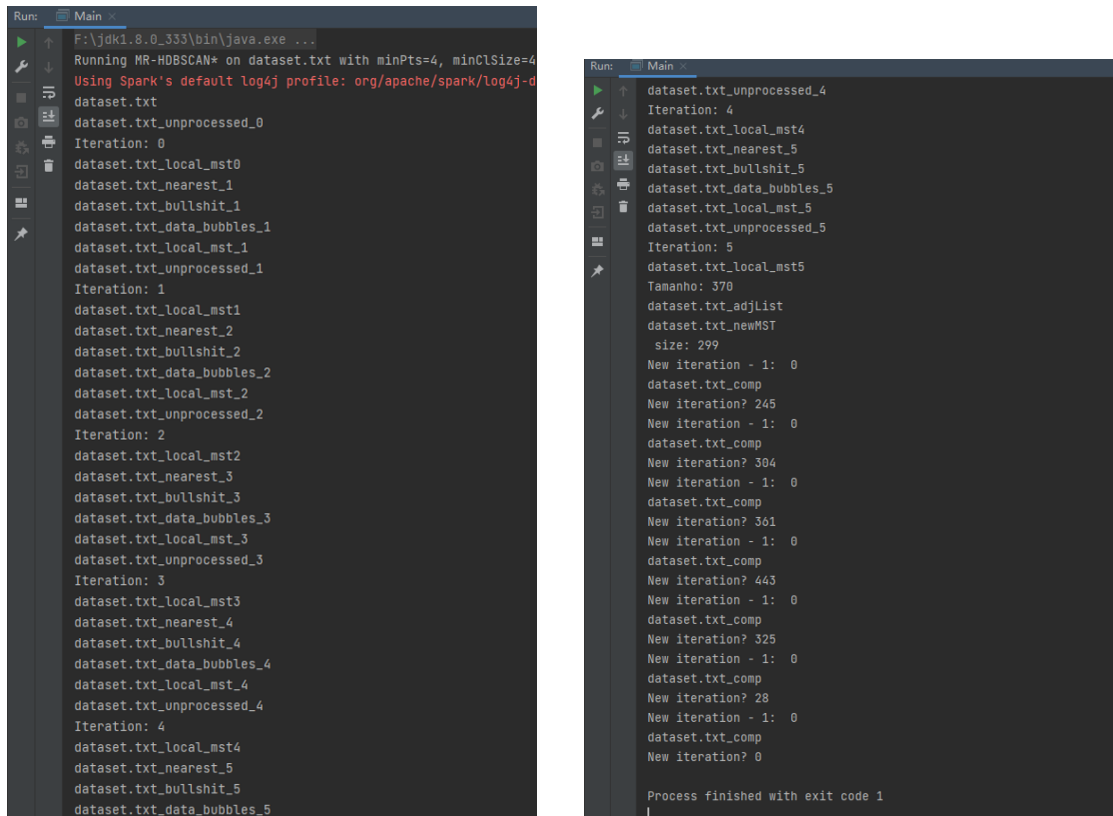 Run: Main ×
F:\jdk1.8.0_333\bin\java.exe ...
Running MR-HDBSCAN* on dataset.txt with minPts=4, minClSize=4
Using Spark's default log4j profile: org/apache/spark/log4j-d
dataset.txt
dataset.txt_unprocessed_0
Iteration: 0
dataset.txt_local_mst0
dataset.txt_nearest_1
dataset.txt_bullshit_1
dataset.txt_data_bubbles_1
dataset.txt_local_mst_1
dataset.txt_unprocessed_1
Iteration: 1
dataset.txt_local_mst1
dataset.txt_nearest_2
dataset.txt_bullshit_2
dataset.txt_data_bubbles_2
dataset.txt_local_mst_2
dataset.txt_unprocessed_2
Iteration: 2
dataset.txt_local_mst2
dataset.txt_nearest_3
dataset.txt_bullshit_3
dataset.txt_data_bubbles_3
dataset.txt_local_mst_3
dataset.txt_unprocessed_3
Iteration: 3
dataset.txt_local_mst3
dataset.txt_nearest_4
dataset.txt_bullshit_4
dataset.txt_data_bubbles_4
dataset.txt_local_mst_4
dataset.txt_unprocessed_4
Iteration: 4
dataset.txt_local_mst4
dataset.txt_nearest_5
dataset.txt_bullshit_5
dataset.txt_data_bubbles_5
Run: Main ×
dataset.txt_unprocessed_4
Iteration: 4
dataset.txt_local_mst4
dataset.txt_nearest_5
dataset.txt_bullshit_5
dataset.txt_data_bubbles_5
dataset.txt_local_mst_5
dataset.txt_unprocessed_5
Iteration: 5
dataset.txt_local_mst5
Tamanho: 370
dataset.txt_adjList
dataset.txt_newMST
size: 299
New iteration - 1:  0
dataset.txt_comp
New iteration? 245
New iteration - 1:  0
dataset.txt_comp
New iteration? 304
New iteration - 1:  0
dataset.txt_comp
New iteration? 361
New iteration - 1:  0
dataset.txt_comp
New iteration? 443
New iteration - 1:  0
dataset.txt_comp
New iteration? 325
New iteration - 1:  0
dataset.txt_comp
New iteration? 28
New iteration - 1:  0
dataset.txt_comp
New iteration? 0
Process finished with exit code 1